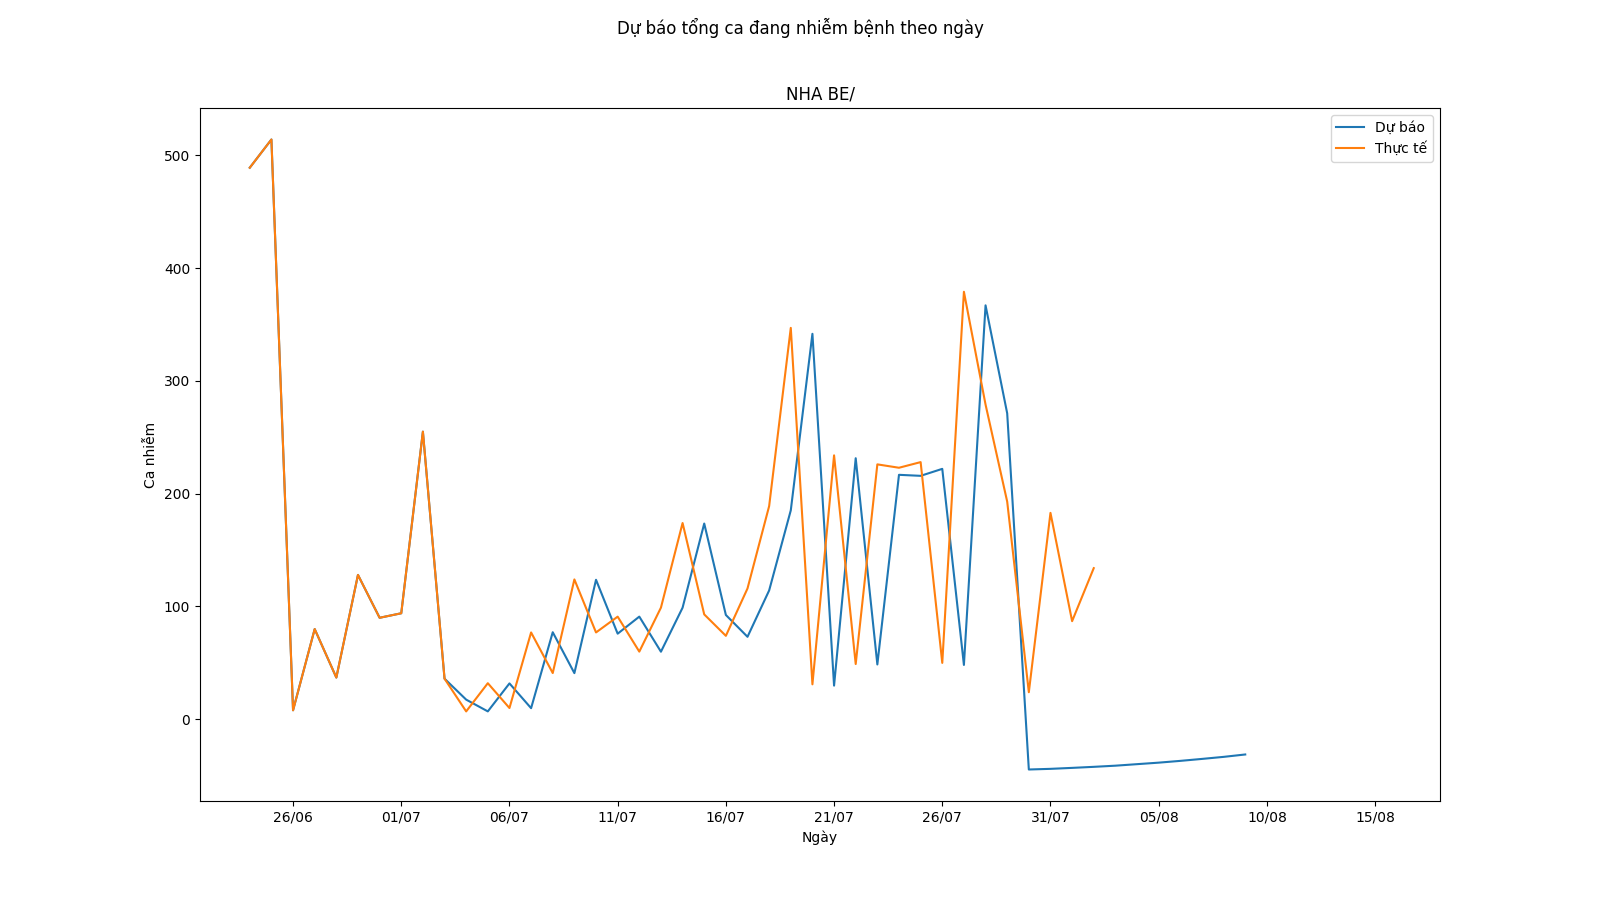 Dự báo tổng ca đang nhiễm bệnh theo ngày
NHA BE/
Dự báo
Thực tế
500
400
300
200
100
0
Ca nhiễm
26/06
01/07
06/07
11/07
16/07
21/07
26/07
31/07
05/08
10/08
15/08
Ngày